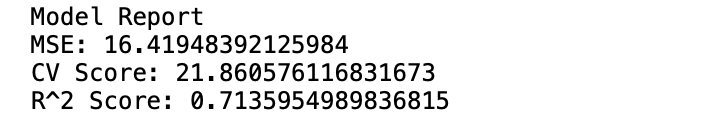 Model Report
MSE: 16.41948392125984
CV Score: 21.860576116831673
R^2 Score: 0.7135954989836815